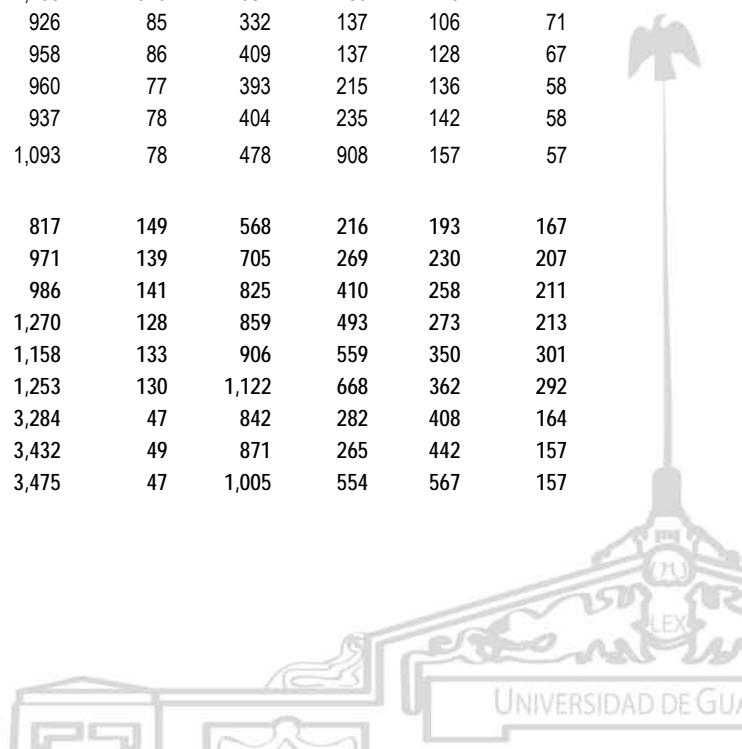 926 85 332 137 106 71
958 86 409 137 128 67
960 77 393 215 136 58
937 78 404 235 142 58
1,093 78 478 908 157 57
817 149 568 216 193 167
971 139 705 269 230 207
986 141 825 410 258 211
1,270 128 859 493 273 213
1,158 133 906 559 350 301
1,253 130 1,122 668 362 292
3,284 47 842 282 408 164
3,432 49 871 265 442 157
3,475 47 1,005 554 567 157
LEX
UNIVERSIDAD DE GUA